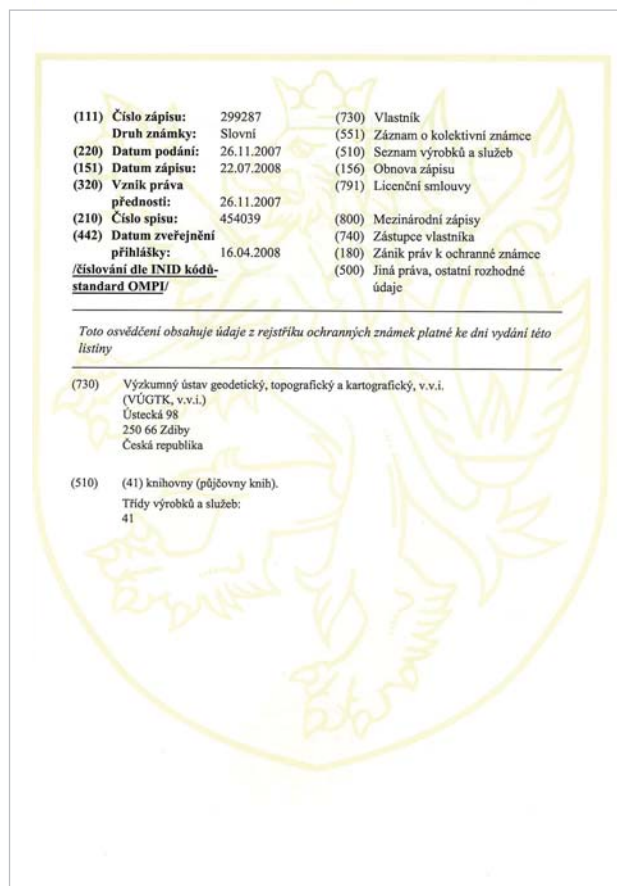 (111) Číslo zápisu: 299287
Druh známky: Slovní
(220) Datum podání: 26.11.2007
(151) Datum zápisu: 22.07.2008
(320) Vznik práva
přednosti: 26.11.2007
(210) Číslo spisu: 454039
(442) Datum zveřejnění
přihlášky: 16.04.2008
/číslování dle INID kódů-
standard OMPI/
(730) Vlastník
(551) Záznam o kolektivní známce
(510) Seznam výrobků a služeb
(156) Obnova zápisu
(791) Licenční smlouvy
(800) Mezinárodní zápisy
(740) Zástupce vlastníka
(180) Zánik práv k ochranné známce
(500) Jiná práva, ostatní rozhodné
údaje
Toto osvědčení obsahuje údaje z rejstříku ochranných známek platné ke dni vydání této
listiny
(730) Výzkumný ústav geodetický, topografický a kartografický, v.v.i.
(VÚGTK, v.v.i.)
Ústecká 98
250 66 Zdiby
Česká republika
(510) (41) knihovny (půjčovny knih).
Třídy výrobků a služeb:
41